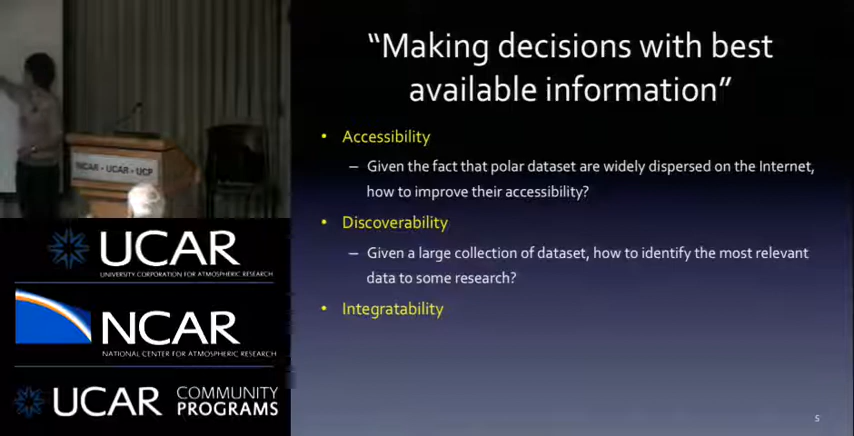 “Making decisions with best
available information”
• Accessibility
– Given the fact that polar dataset are widely dispersed on the Internet,
how to improve their accessibility?
• Discoverability
– Given a large collection of dataset, how to identify the most relevant
data to some research?
• Integratability
5
NCAR - UCAR - UCP
UCAR
UNIVERSITY CORPORATION FOR ATMOSPHERIC RESEARCH
NCAR
NATIONAL CENTER FOR ATMOSPHERIC RESEARCH
UCAR COMMUNITY
PROGRAMS